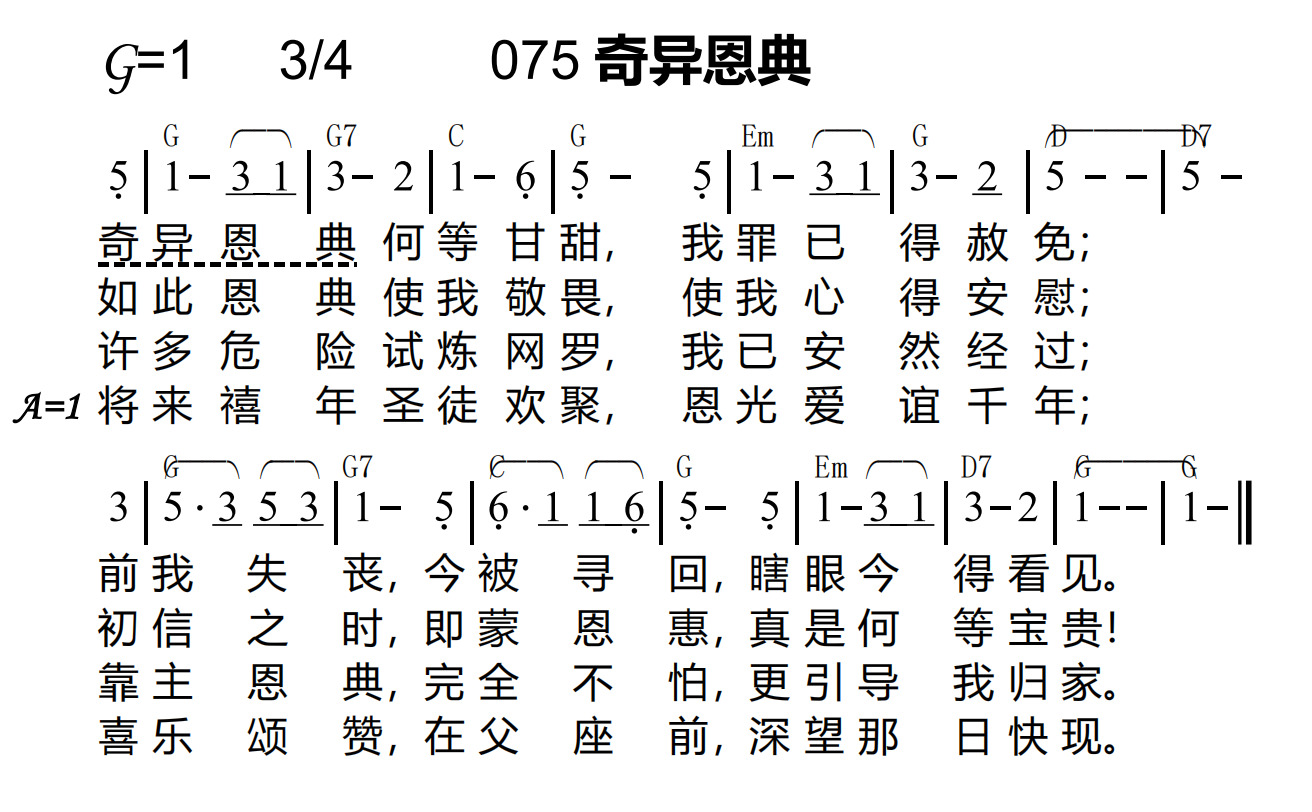 G=1 3/4 075 奇异恩典
G G7 C G Em G D D7
5 | 1 - 3 1 | 3 - 2 | 1 - 6 | 5 - 5 | 1 - 3 1 | 3 - 2 | 5 - - | 5 -
奇异恩典何等甘甜, 我罪已得赦免;
如此恩典使我敬畏, 使我心得安慰;
许多危险试炼网罗, 我已安然经过;
A=1 将来禧年圣徒欢聚, 恩光爱谊千年;
G G7 C G Em D7 G G
3 | 5 · 3 5 3 | 1 - 5 | 6 · 1 1 6 | 5 - 5 | 1 - 3 1 | 3 - 2 | 1 - - | 1 - ‖
前我失丧, 今被寻回, 瞎眼今得看见。
初信之时, 即蒙恩惠, 真是何等宝贵!
靠主恩典, 完全不怕, 更引导我归家。
喜乐颂赞, 在父座前, 深望那日快现。